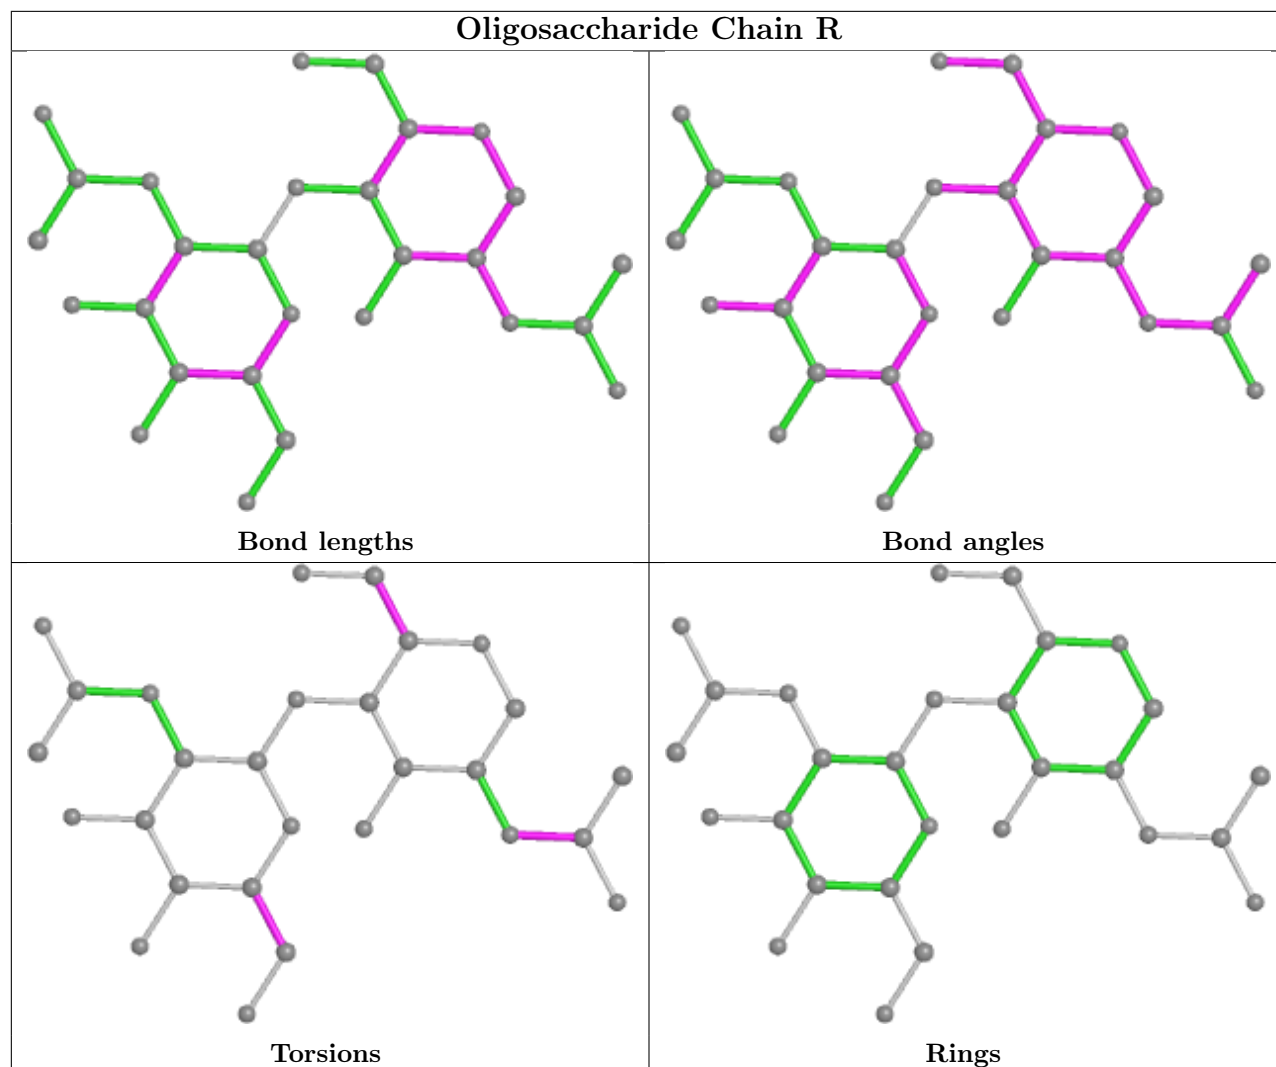 Oligosaccharide Chain R
Bond lengths
Bond angles
Torsions
Rings